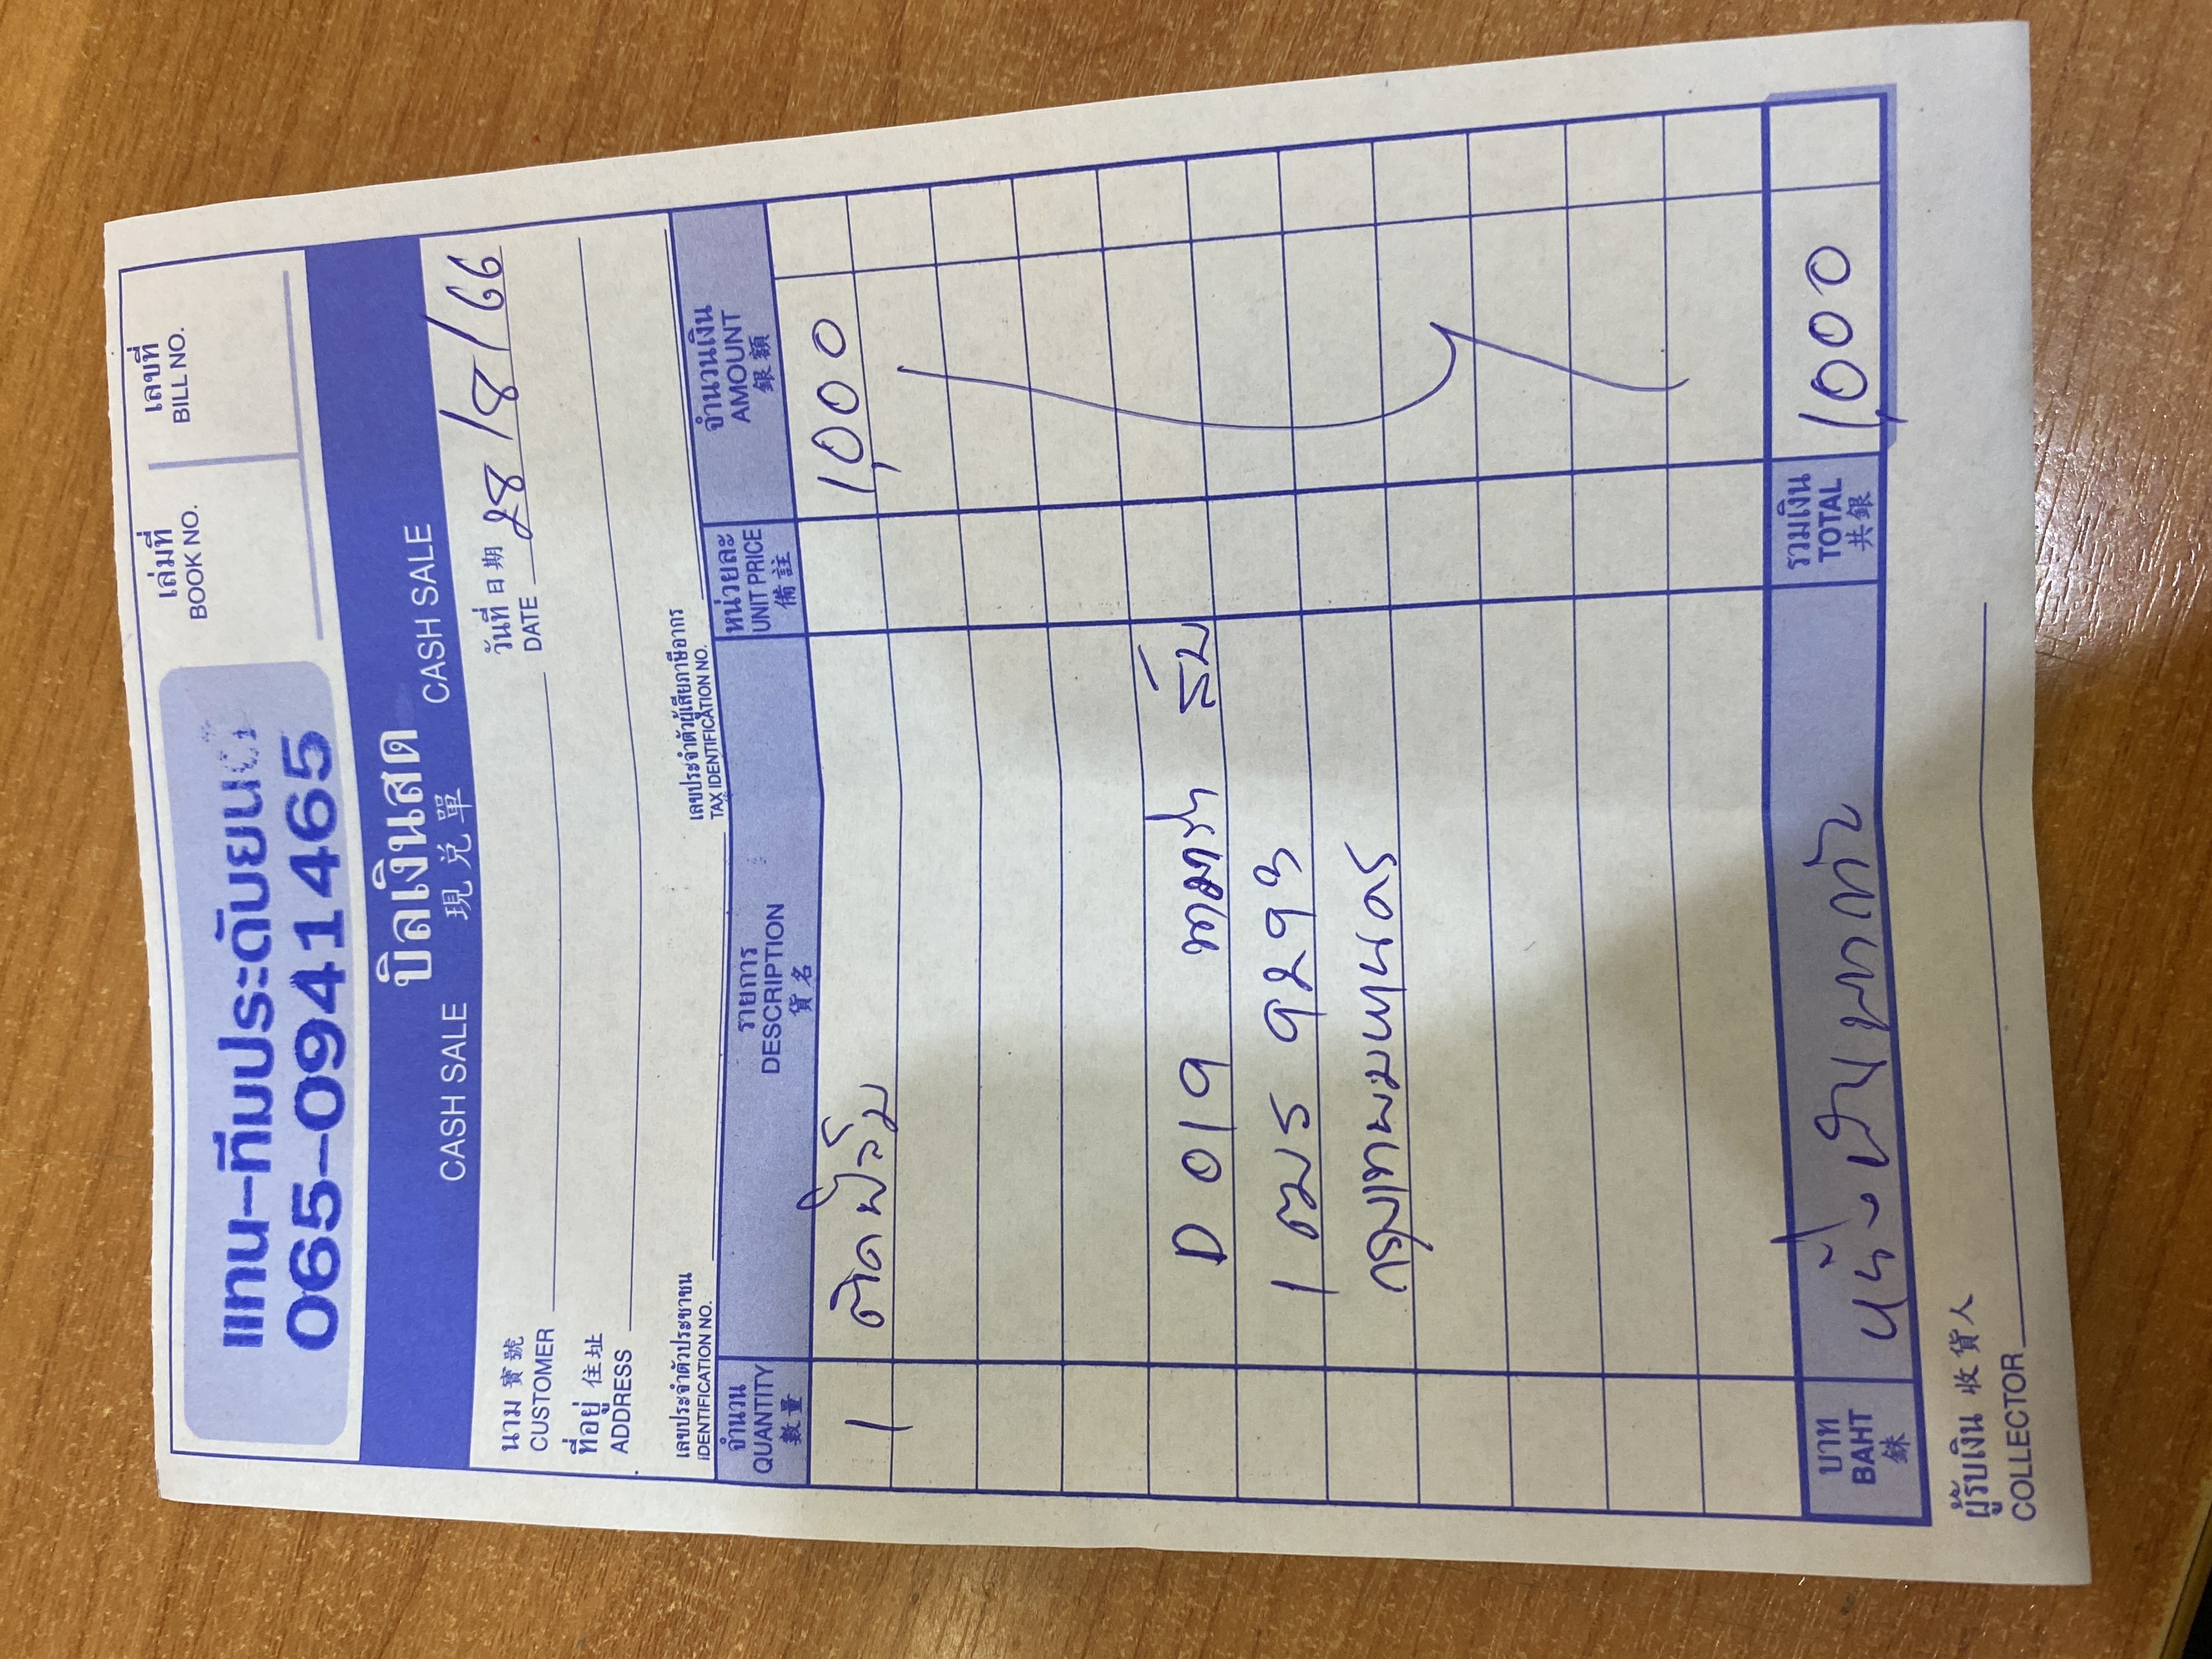 แทน-ทีมประดับยนต์
065-0941465
เล่มที่ เลขที่
BOOK NO. BILL NO.
บิลเงินสด
CASH SALE 現兌單 CASH SALE
นาม 寶號 วันที่ 日期
CUSTOMER DATE 28/8/66
ที่อยู่ 住址
ADDRESS
เลขประจำตัวประชาชน เลขประจำตัวผู้เสียภาษีอากร
IDENTIFICATION NO. TAX IDENTIFICATION NO.
จำนวน รายการ หน่วยละ จำนวนเงิน
QUANTITY DESCRIPTION UNIT PRICE AMOUNT
數量 貨名 備註 銀額
1 ติดฟิล์ม 1,000
D 019 ส้ม
1 ฒร 9293
กรุงเทพมหานคร
บาท หนึ่งพันบาทถ้วน รวมเงิน 1,000
BAHT TOTAL
銖 共銀
ผู้รับเงิน 收貨人
COLLECTOR